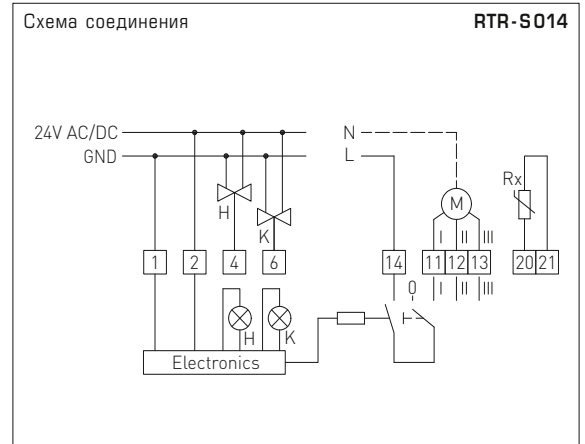 Схема соединения RTR-S014
24V AC/DC N
GND L
Rx
H M
K I II III
1 2 4 6 14 11 12 13 20 21
0 I II III
H K
Electronics